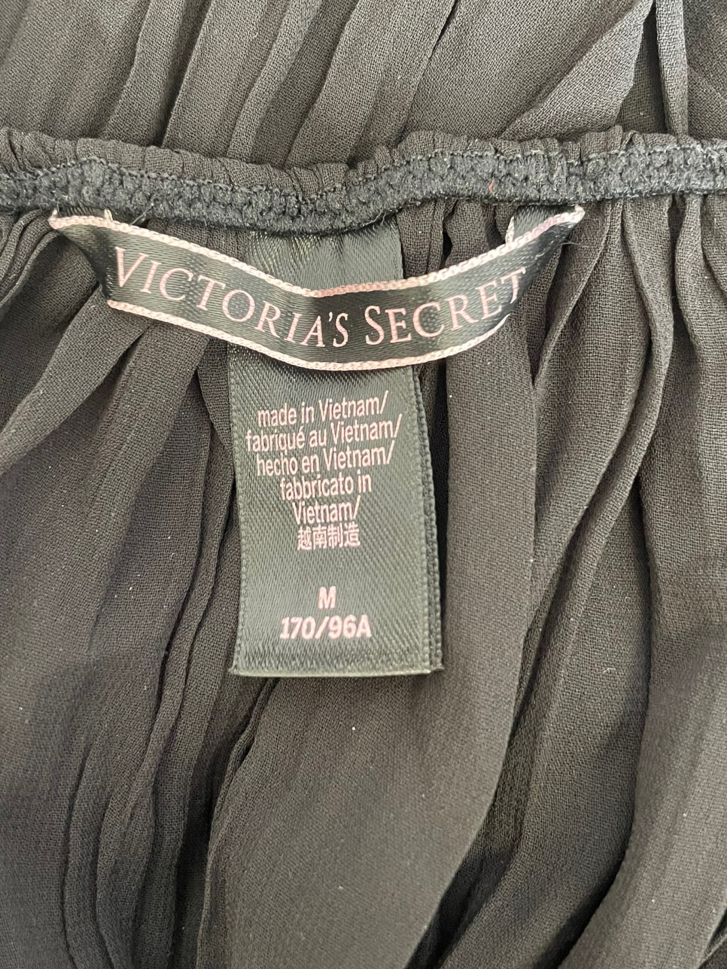 VICTORIA'S SECRET
made in Vietnam/
fabriqué au Vietnam/
hecho en Vietnam/
fabbricato in
Vietnam/
越南制造
M
170/96A